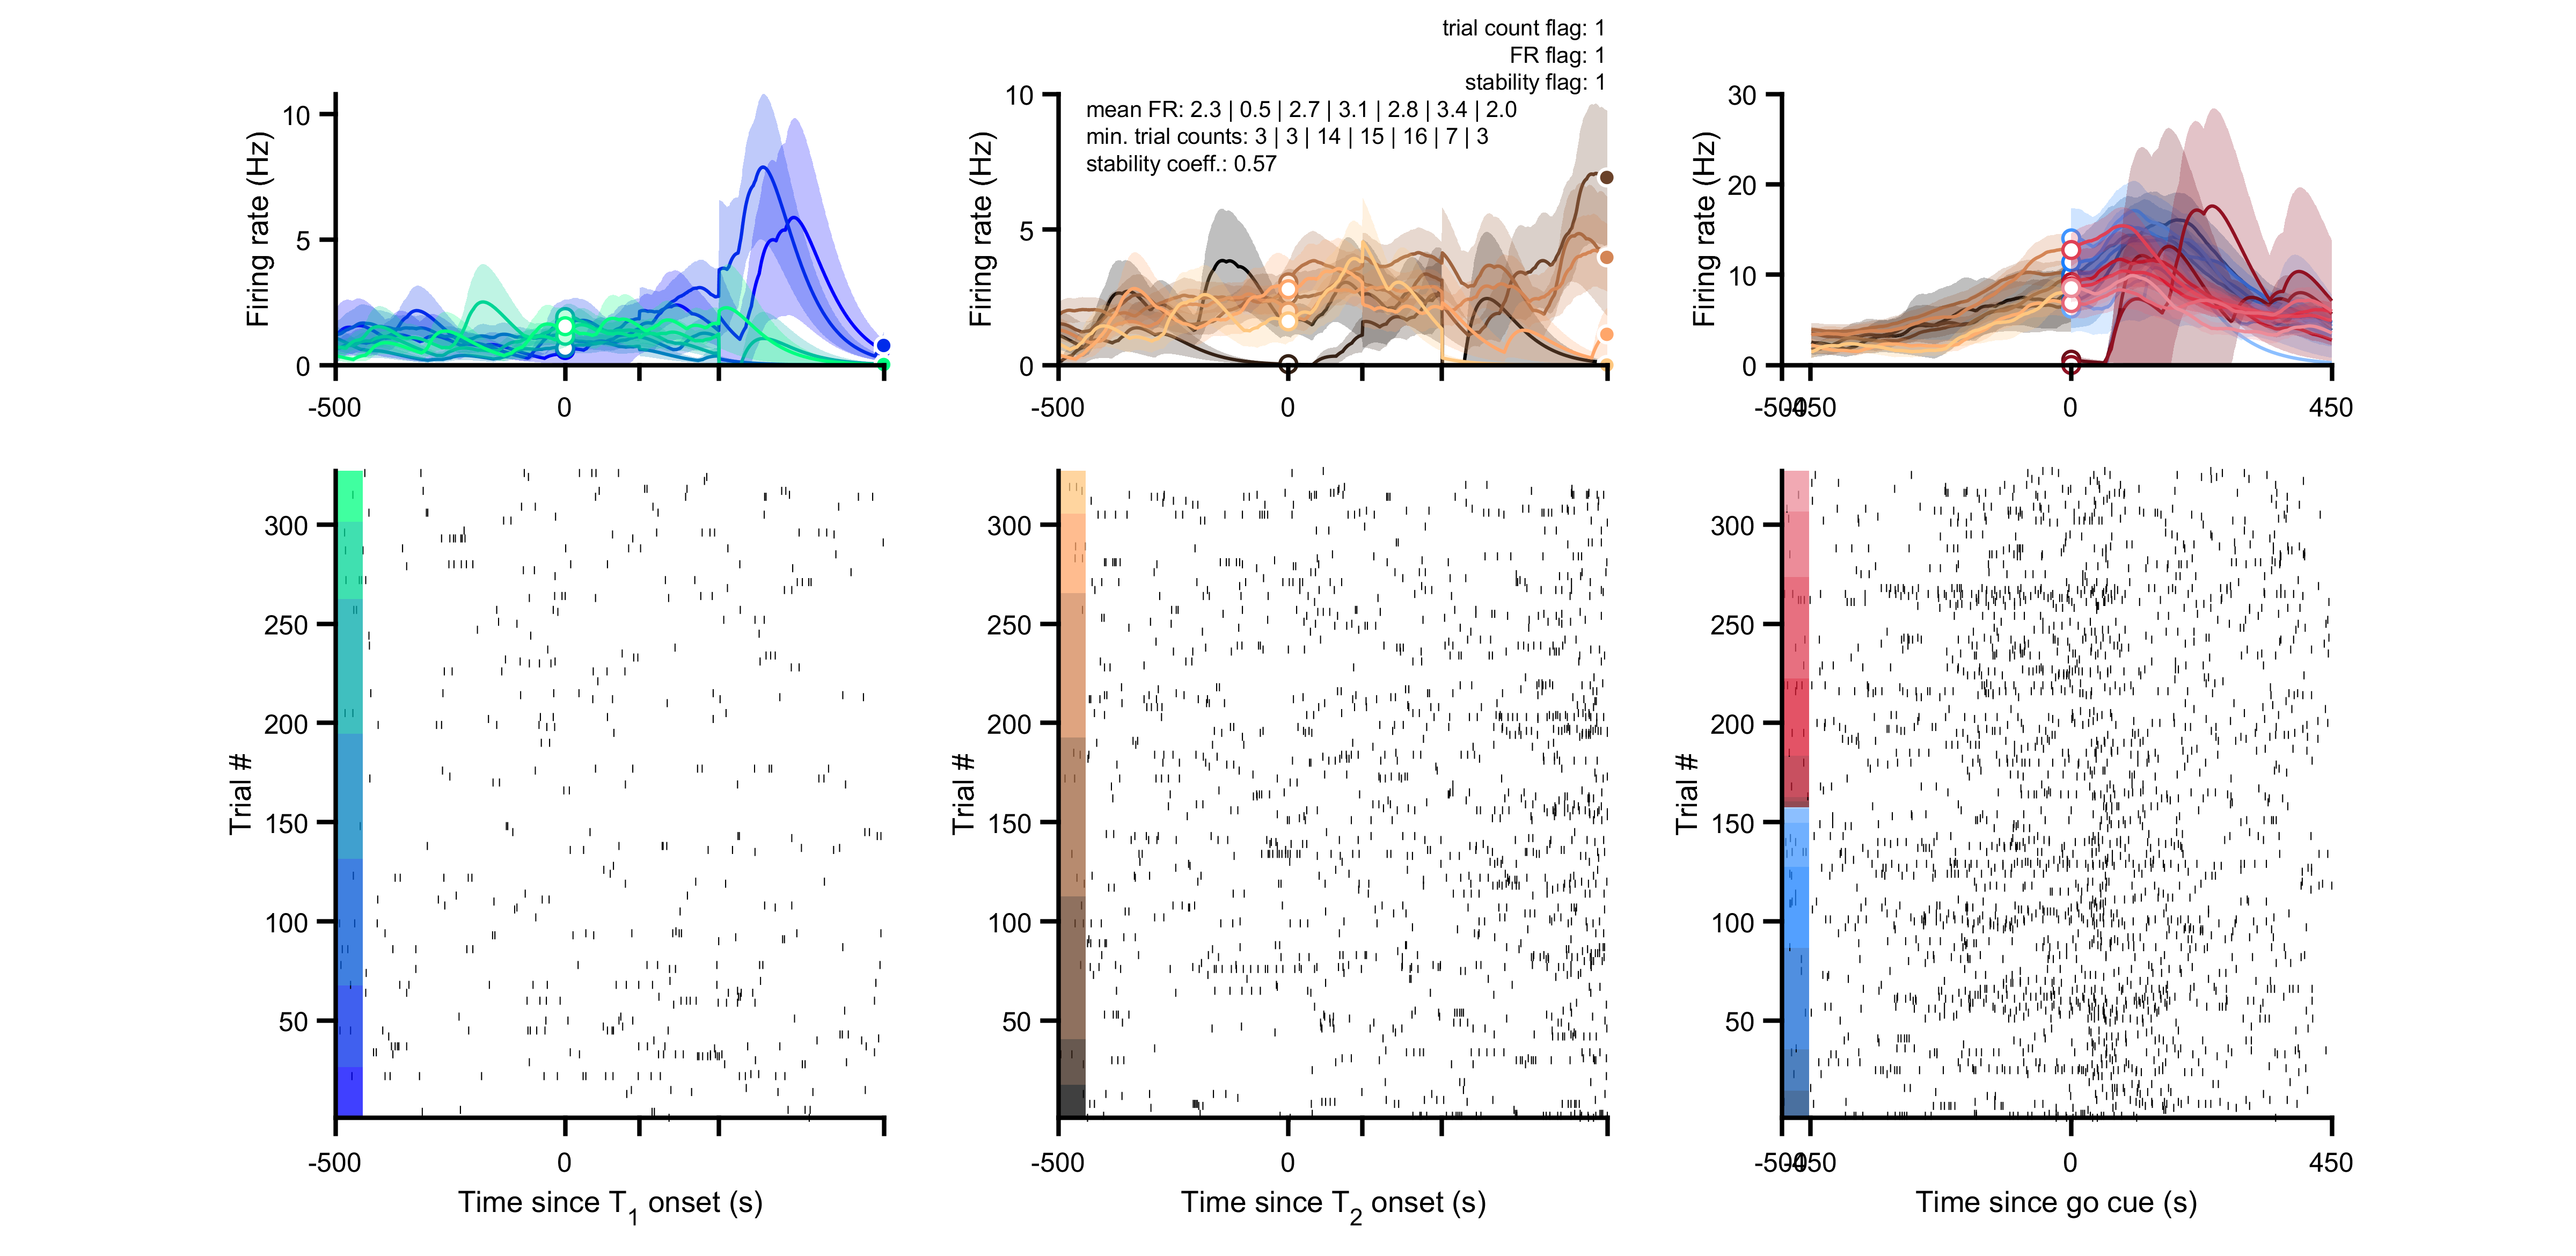 trial count flag: 1
FR flag: 1
stability flag: 1
mean FR: 2.3 | 0.5 | 2.7 | 3.1 | 2.8 | 3.4 | 2.0
min. trial counts: 3 | 3 | 14 | 15 | 16 | 7 | 3
stability coeff.: 0.57
Firing rate (Hz)
10
5
0
-500
0
Firing rate (Hz)
10
5
0
-500
0
Firing rate (Hz)
30
20
10
0
-500
-450
0
450
Trial #
300
250
200
150
100
50
-500
0
Time since T1 onset (s)
Trial #
300
250
200
150
100
50
-500
0
Time since T2 onset (s)
Trial #
300
250
200
150
100
50
-500
-450
0
450
Time since go cue (s)